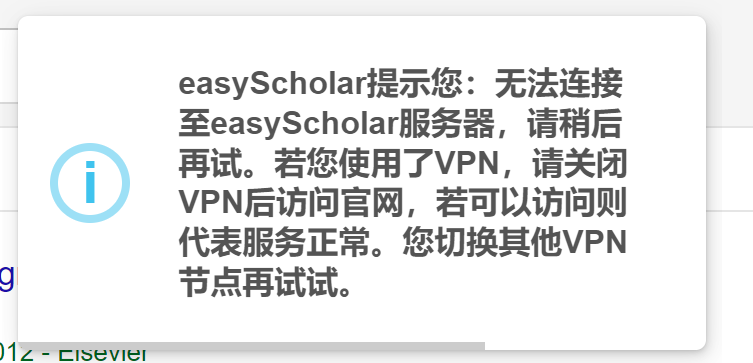 easyScholar提示您：无法连接
至easyScholar服务器，请稍后
再试。若您使用了VPN，请关闭
VPN后访问官网，若可以访问则
代表服务正常。您切换其他VPN
节点再试试。
012 - Elsevier